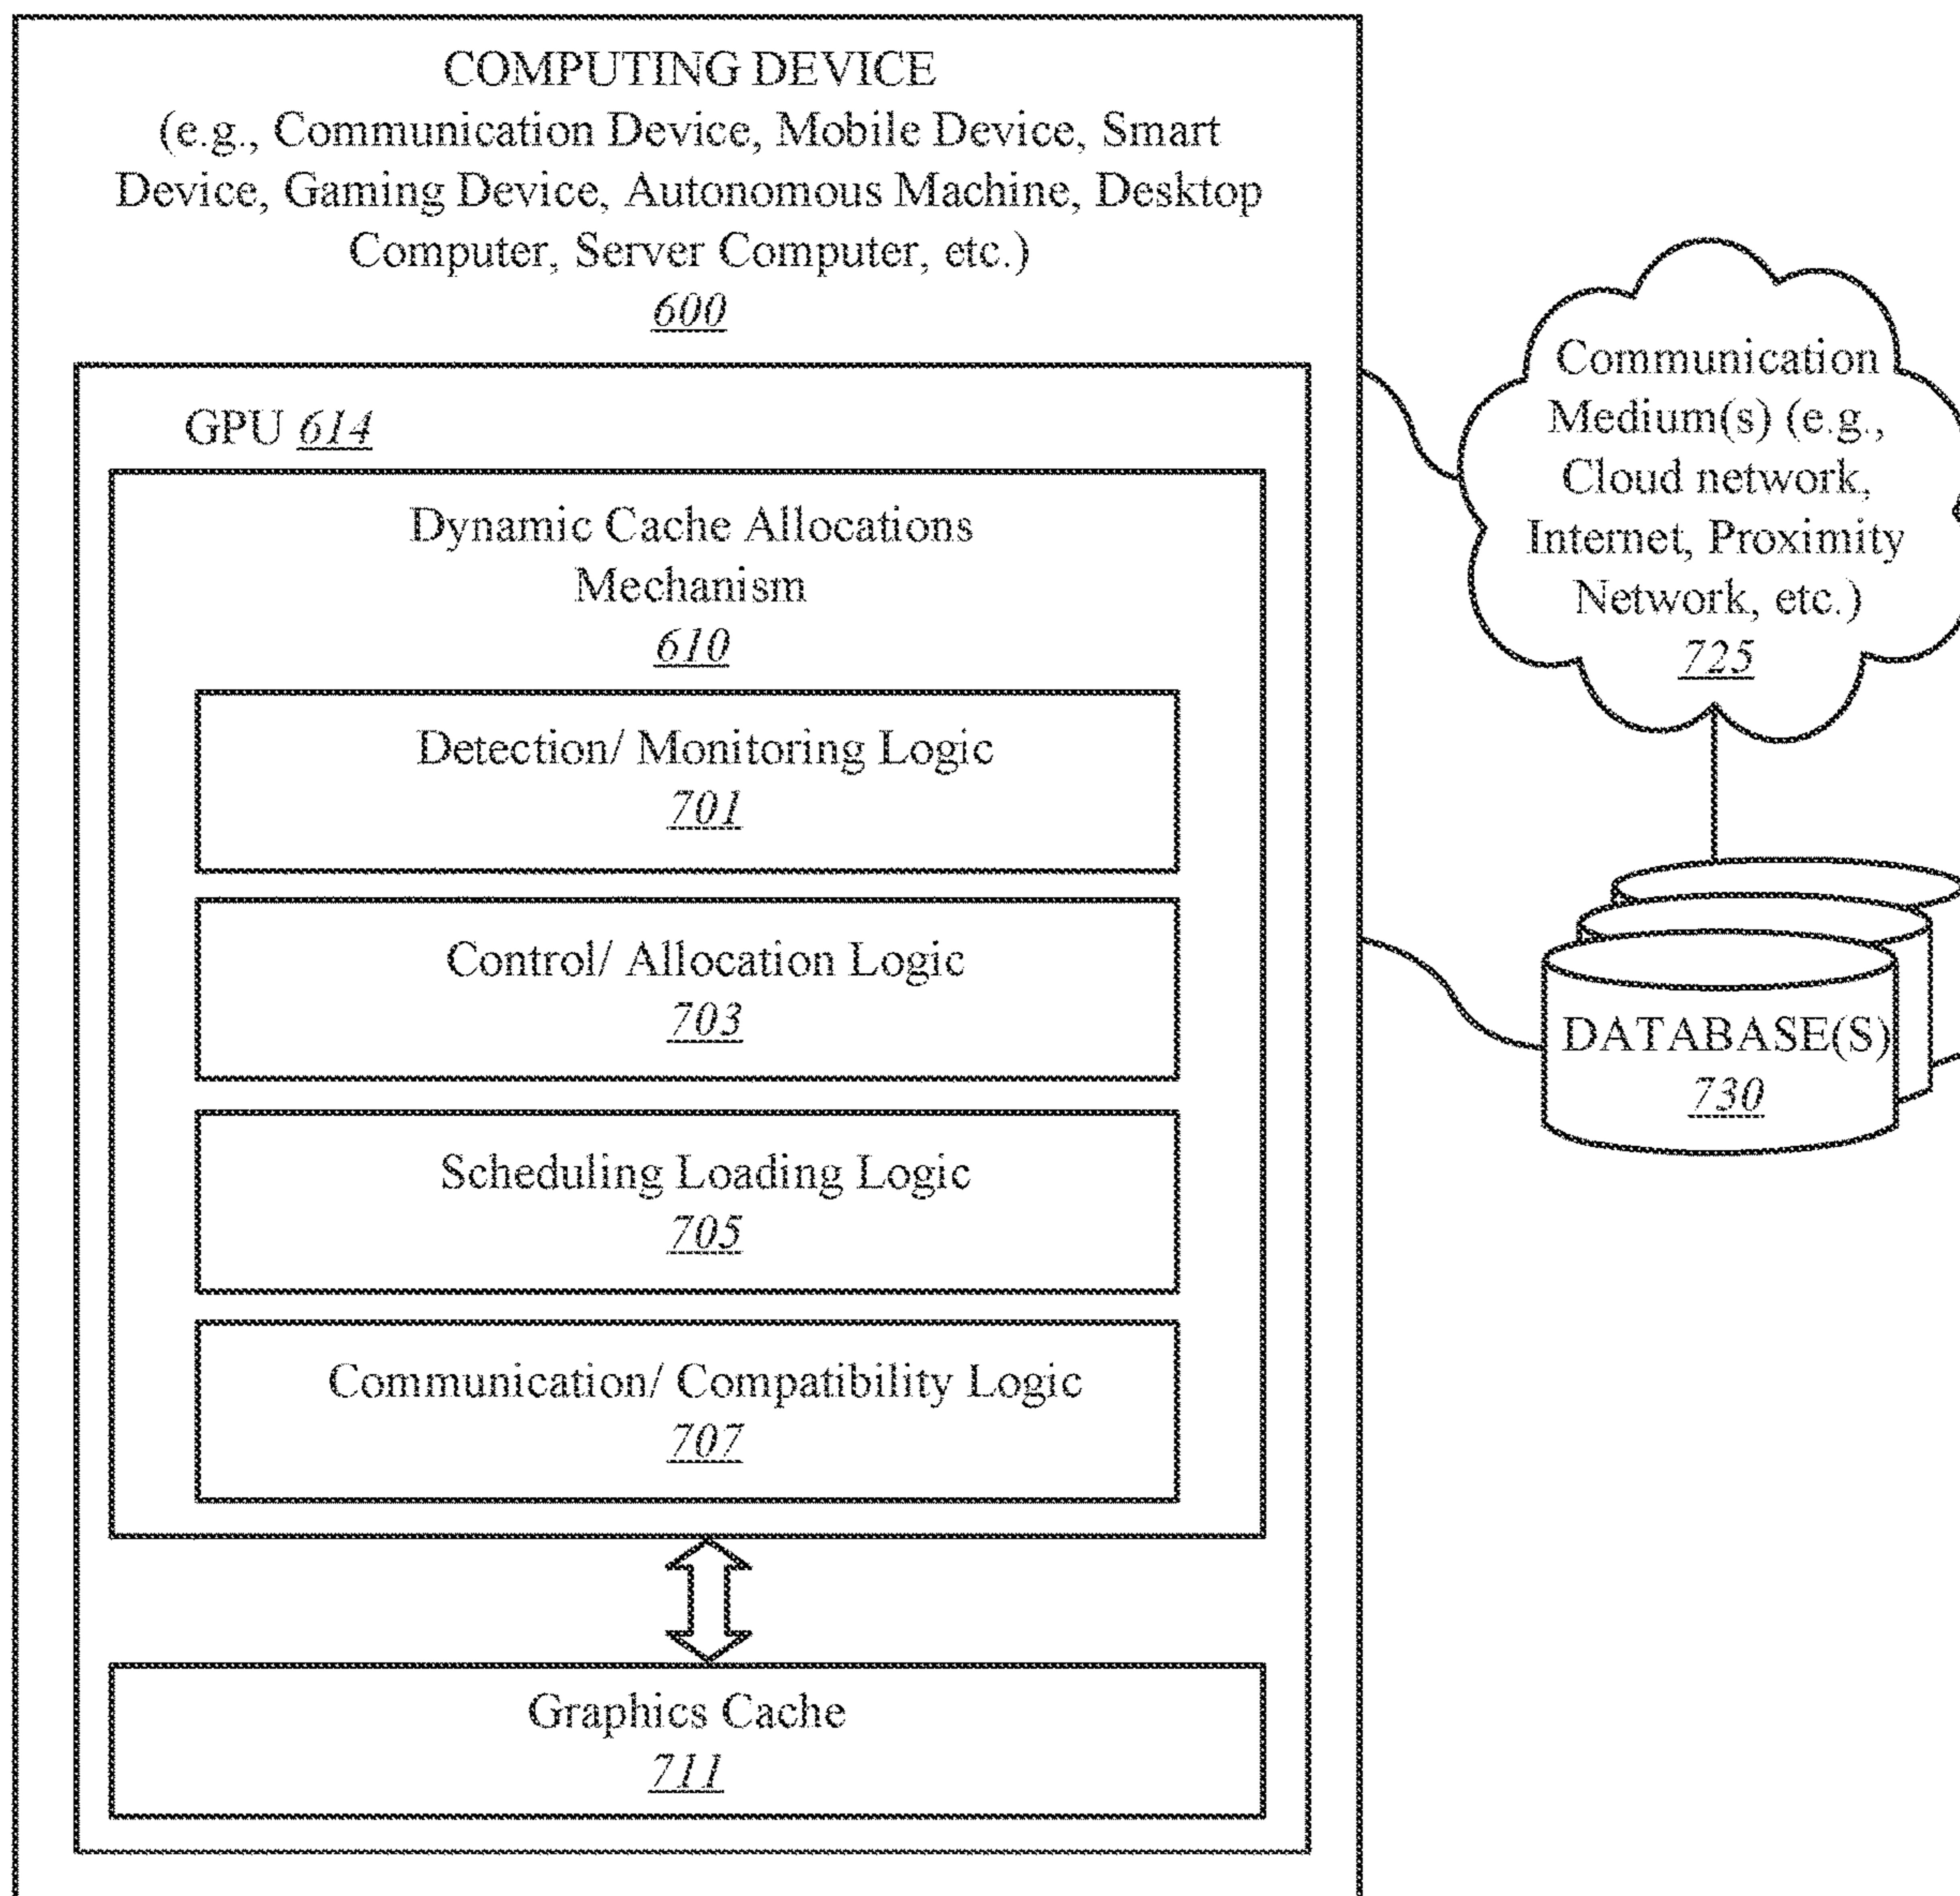 COMPUTING DEVICE
(e.g., Communication Device, Mobile Device, Smart
Device, Gaming Device, Autonomous Machine, Desktop
Computer, Server Computer, etc.)
600
GPU 614
Dynamic Cache Allocations
Mechanism
610
Detection/ Monitoring Logic
701
Control/ Allocation Logic
703
Scheduling Loading Logic
705
Communication/ Compatibility Logic
707
Graphics Cache
711
Communication
Medium(s) (e.g.,
Cloud network,
Internet, Proximity
Network, etc.)
725
DATABASE(S)
730